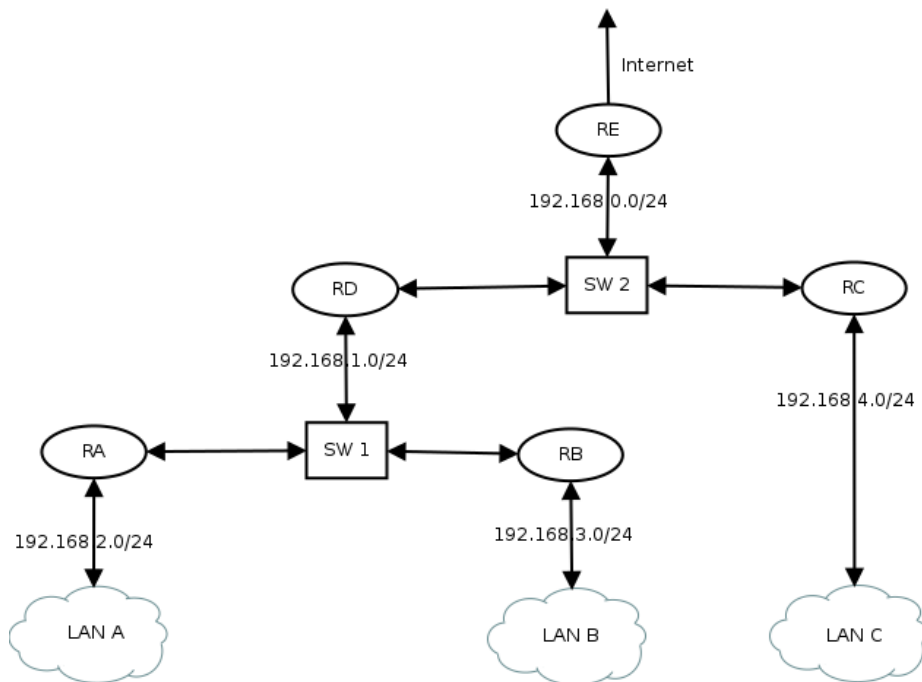 Internet
RE
192.168.0.0/24
RD
SW 2
RC
192.168.1.0/24
192.168.4.0/24
RA
SW 1
RB
192.168.2.0/24
192.168.3.0/24
LAN A
LAN B
LAN C